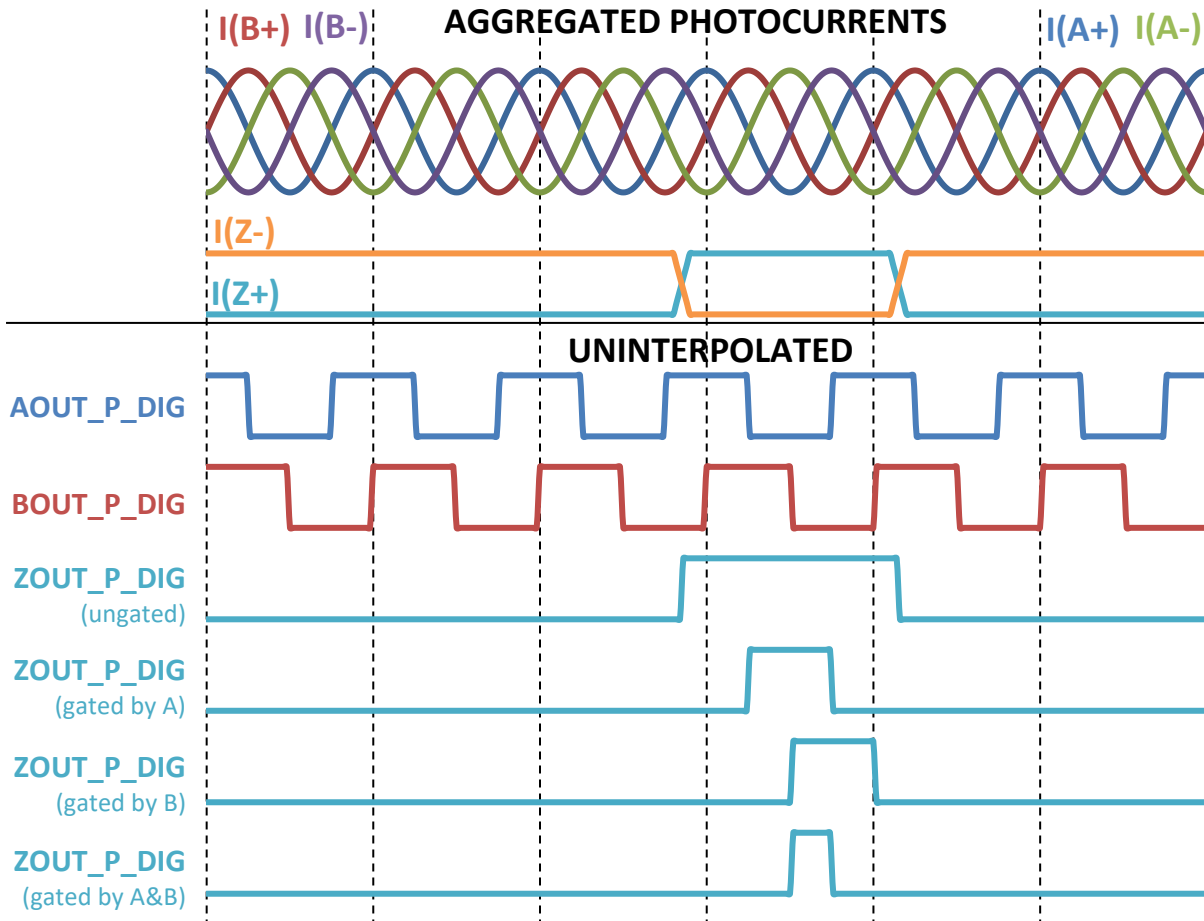 I(B+) I(B-) AGGREGATED PHOTOCURRENTS I(A+) I(A-)
I(Z-)
I(Z+)
UNINTERPOLATED
AOUT_P_DIG
BOUT_P_DIG
ZOUT_P_DIG
(ungated)
ZOUT_P_DIG
(gated by A)
ZOUT_P_DIG
(gated by B)
ZOUT_P_DIG
(gated by A&B)